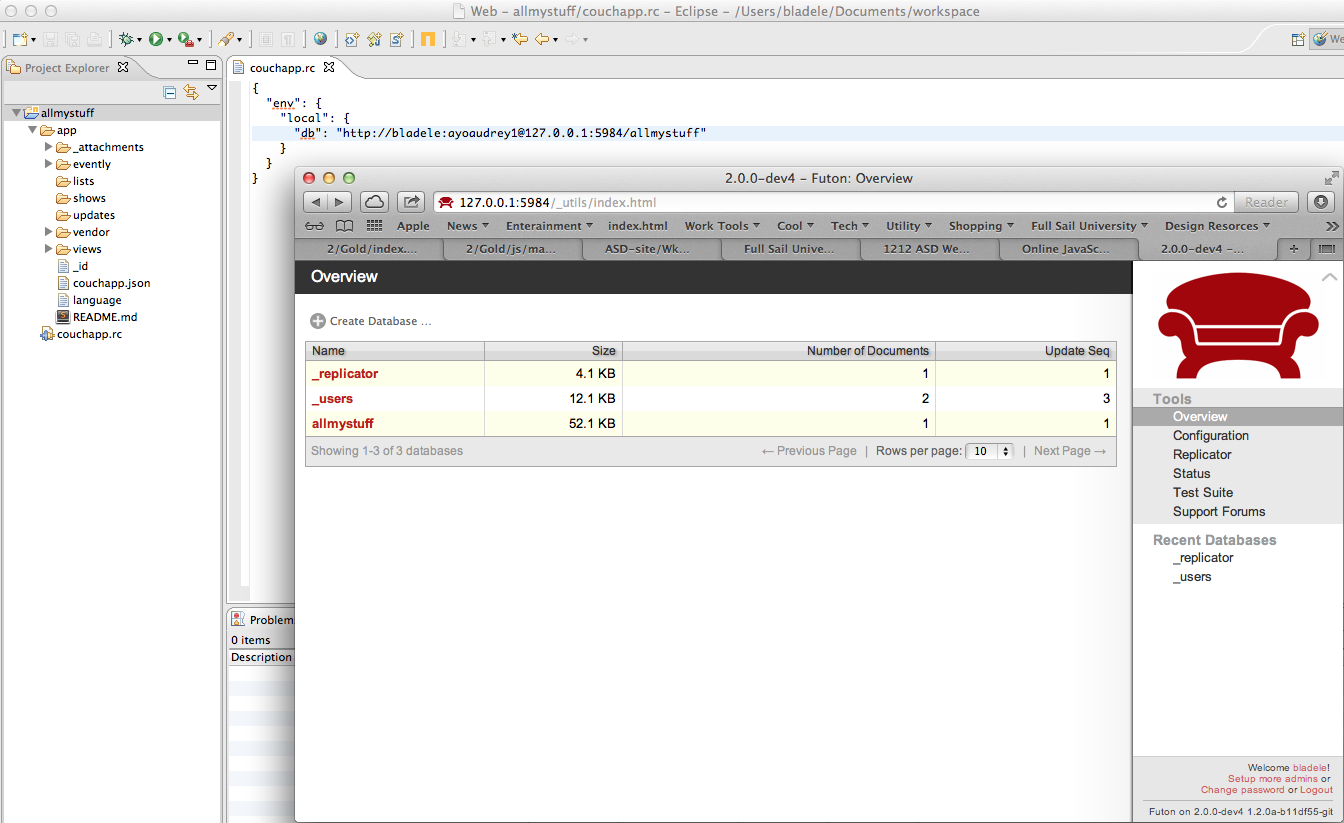 Web – allmystuff/couchapp.rc – Eclipse – /Users/bladele/Documents/workspace
We
Project Explorer
couchapp.rc
allmystuff
app
_attachments
evently
lists
shows
updates
vendor
views
_id
couchapp.json
language
README.md
couchapp.rc
{
"env": {
"local": {
"db": "http://bladele:ayoaudrey1@127.0.0.1:5984/allmystuff"
}
}
}
Problem
0 items
Description
2.0.0-dev4 – Futon: Overview
127.0.0.1:5984/_utils/index.html
Reader
Apple News Enterainment index.html Work Tools Cool Tech Utility Shopping Full Sail University Design Resorces
2/Gold/index.... 2/Gold/js/ma... ASD-site/Wk... Full Sail Unive... 1212 ASD We... Online JavaSc... 2.0.0-dev4 –...
Overview
Create Database ...
Name Size Number of Documents Update Seq
_replicator 4.1 KB 1 1
_users 12.1 KB 2 3
allmystuff 52.1 KB 1 1
Showing 1-3 of 3 databases ← Previous Page | Rows per page: 10 | Next Page →
Tools
Overview
Configuration
Replicator
Status
Test Suite
Support Forums
Recent Databases
_replicator
_users
Welcome bladele!
Setup more admins or
Change password or Logout
Futon on 2.0.0-dev4 1.2.0a-b11df55-git